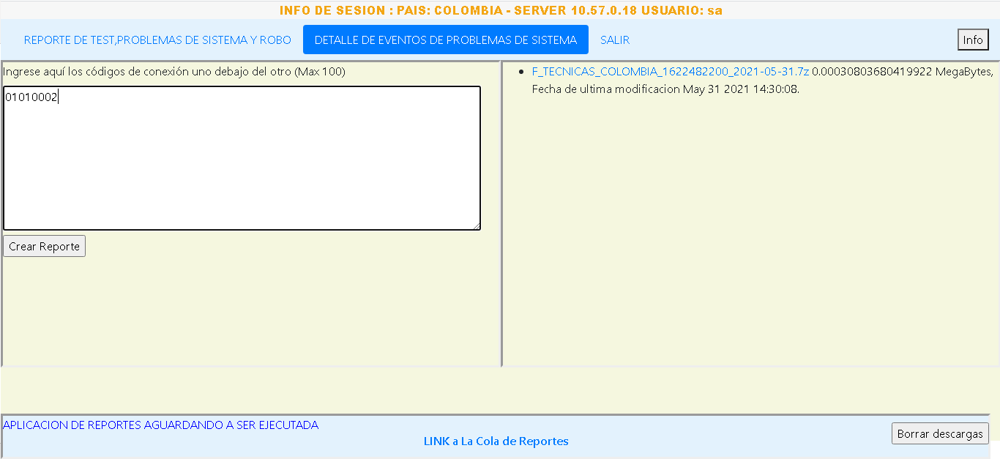 INFO DE SESION : PAIS: COLOMBIA - SERVER 10.57.0.18 USUARIO: sa
REPORTE DE TEST,PROBLEMAS DE SISTEMA Y ROBO
DETALLE DE EVENTOS DE PROBLEMAS DE SISTEMA
SALIR
Info
Ingrese aquí los códigos de conexión uno debajo del otro (Max 100)
01010002
Crear Reporte
F_TECNICAS_COLOMBIA_1622482200_2021-05-31.7z 0.00030803680419922 MegaBytes,
Fecha de ultima modificacion May 31 2021 14:30:08.
APLICACION DE REPORTES AGUARDANDO A SER EJECUTADA
LINK a La Cola de Reportes
Borrar descargas